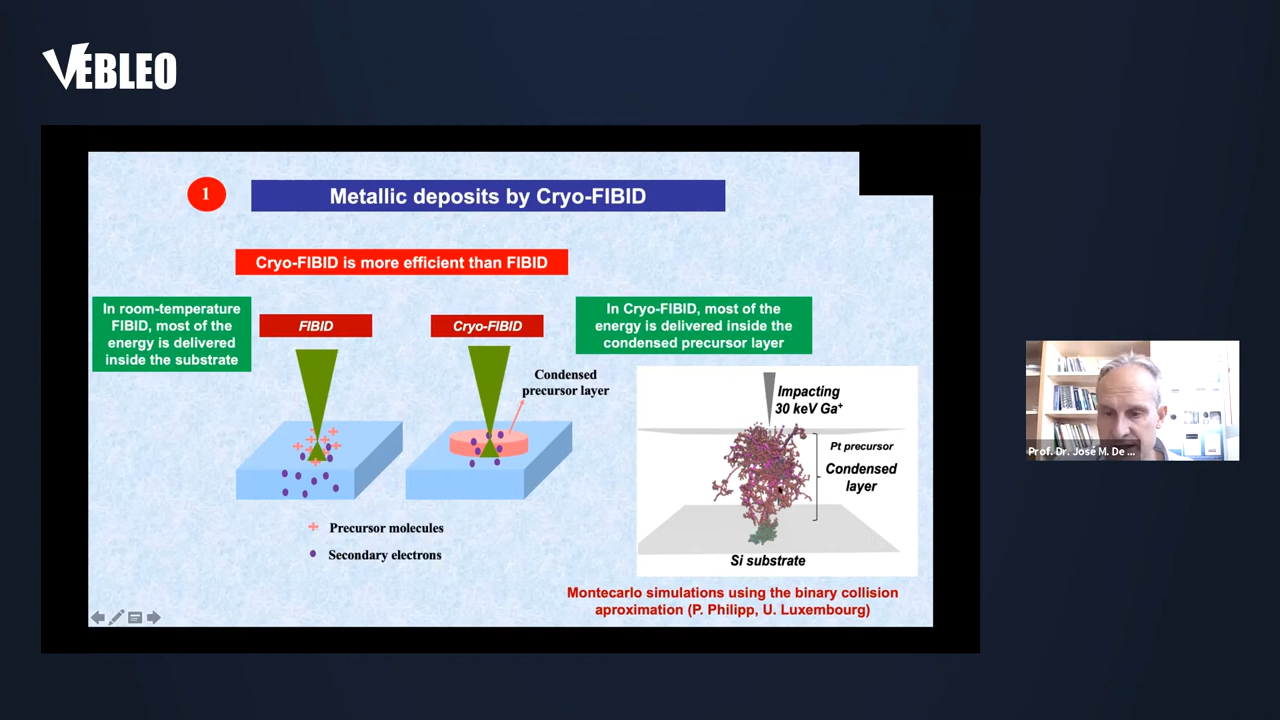 VEBLEO
1
Metallic deposits by Cryo-FIBID
Cryo-FIBID is more efficient than FIBID
In room-temperature
FIBID, most of the
energy is delivered
inside the substrate
FIBID
Cryo-FIBID
In Cryo-FIBID, most of the
energy is delivered inside the
condensed precursor layer
Condensed
precursor layer
Impacting
30 keV Ga⁺
Pt precursor
Condensed
layer
Si substrate
Precursor molecules
Secondary electrons
Montecarlo simulations using the binary collision
aproximation (P. Philipp, U. Luxembourg)
Prof. Dr. José M. De ...